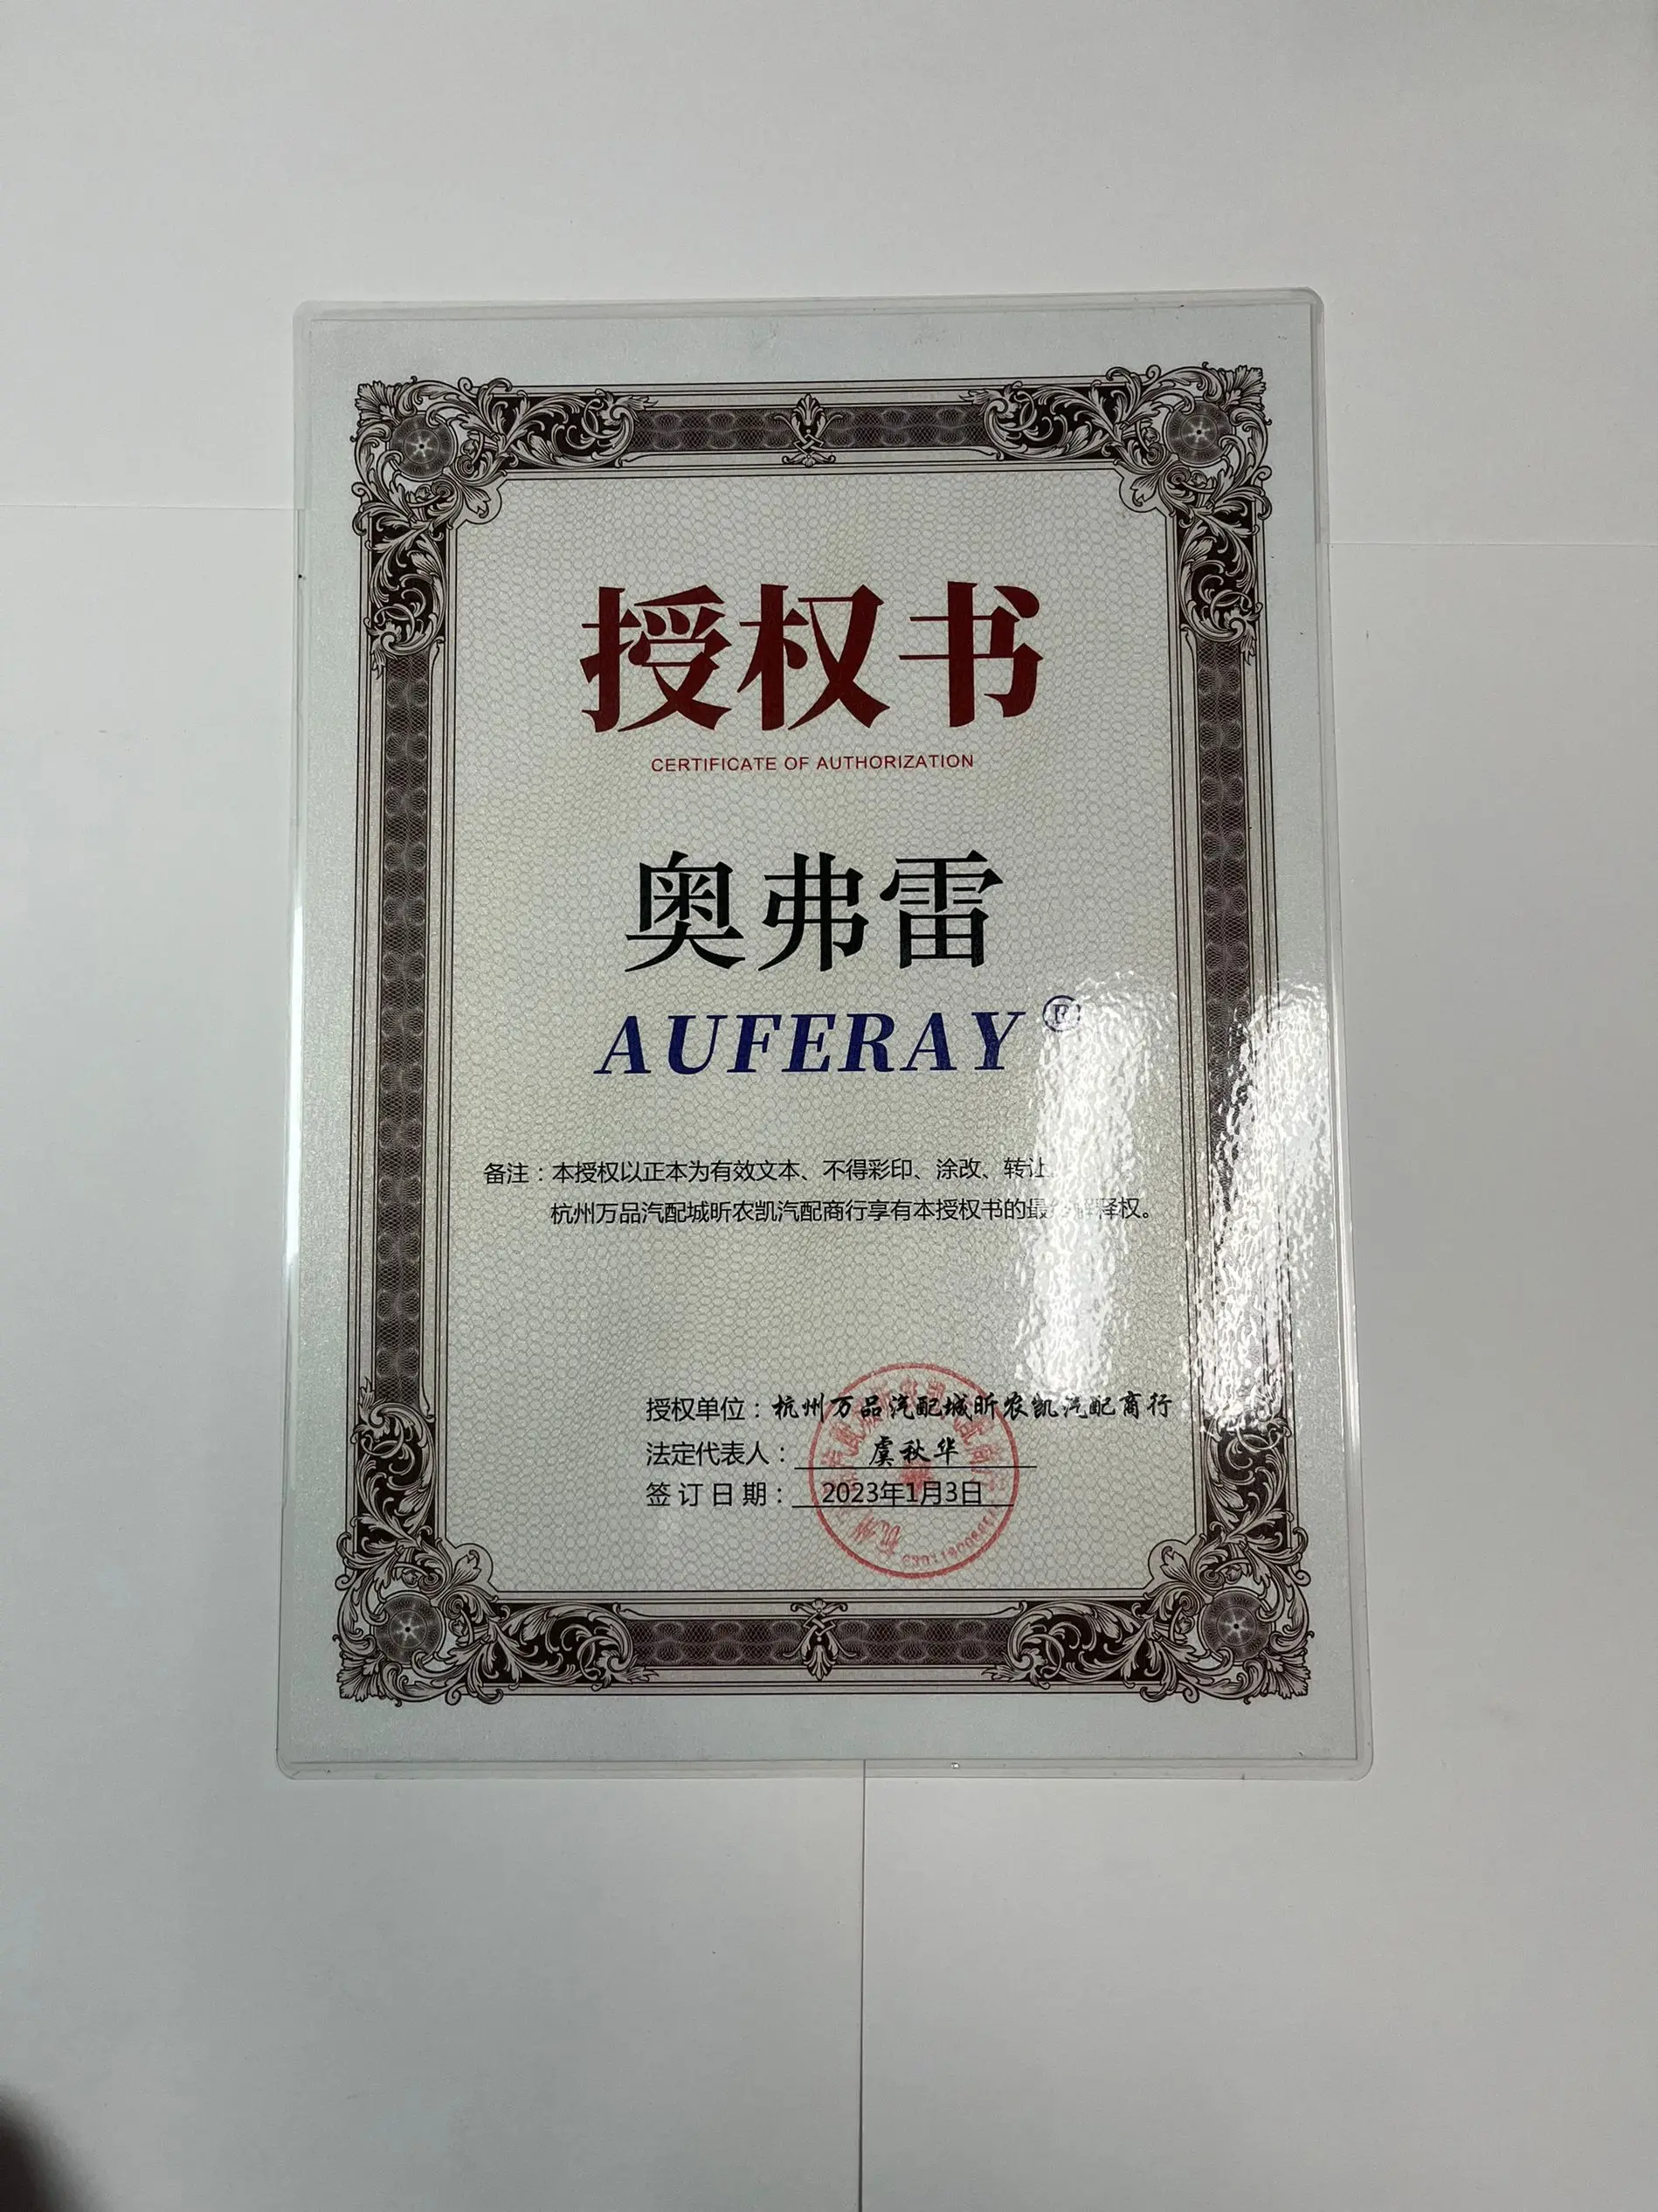 授权书
CERTIFICATE OF AUTHORIZATION
奥弗雷
AUFERAY®
备注：本授权以正本为有效文本、不得彩印、涂改、转让
杭州万品汽配城昕农凯汽配商行享有本授权书的最终解释权。
授权单位：杭州万品汽配城昕农凯汽配商行
法定代表人：虞秋华
签订日期：2023年1月3日